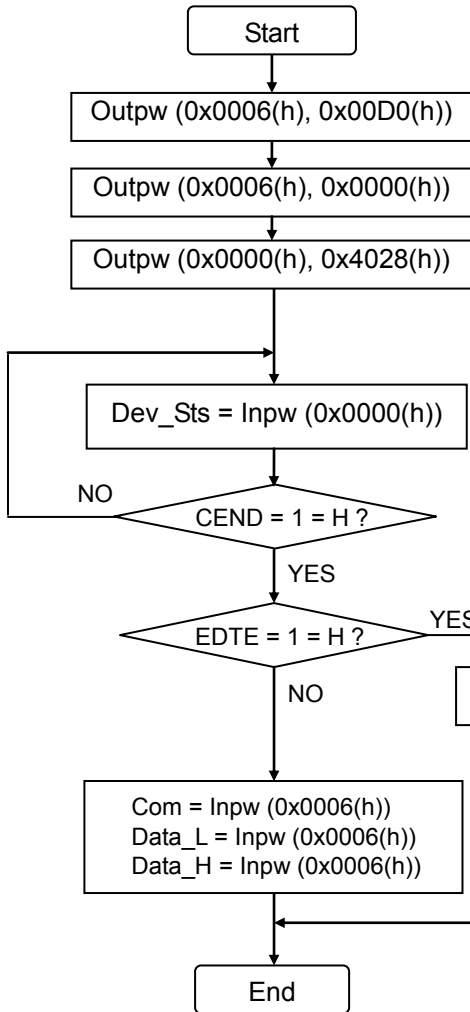 Start
Outpw (0x0006(h), 0x00D0(h))
Outpw (0x0006(h), 0x0000(h))
Outpw (0x0000(h), 0x4028(h))
Dev_Sts = Inpw (0x0000(h))
NO
CEND = 1 = H ?
YES
EDTE = 1 = H ?
YES
NO
Com = Inpw (0x0006(h))
Data_L = Inpw (0x0006(h))
Data_H = Inpw (0x0006(h))
End